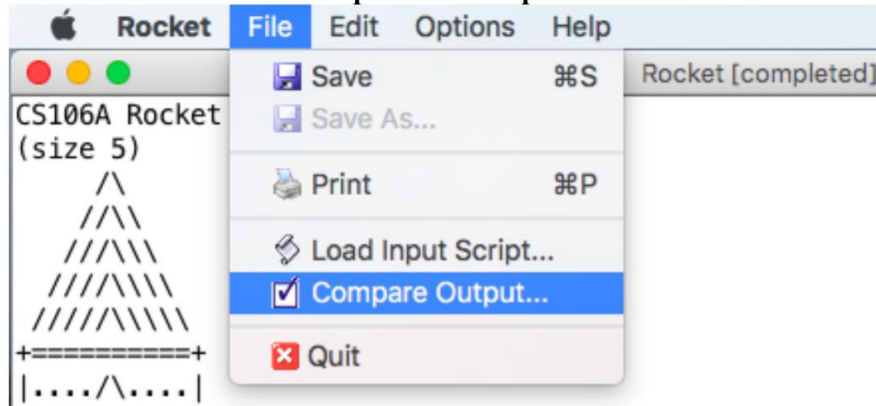 Rocket File Edit Options Help
Rocket [completed]
CS106A Rocket
(size 5)
    /\
   //\\
  ///\\\
 ////\\\\
/////\\\\\
+==========+
|..../\....|
Save ⌘S
Save As...
Print ⌘P
Load Input Script...
Compare Output...
Quit